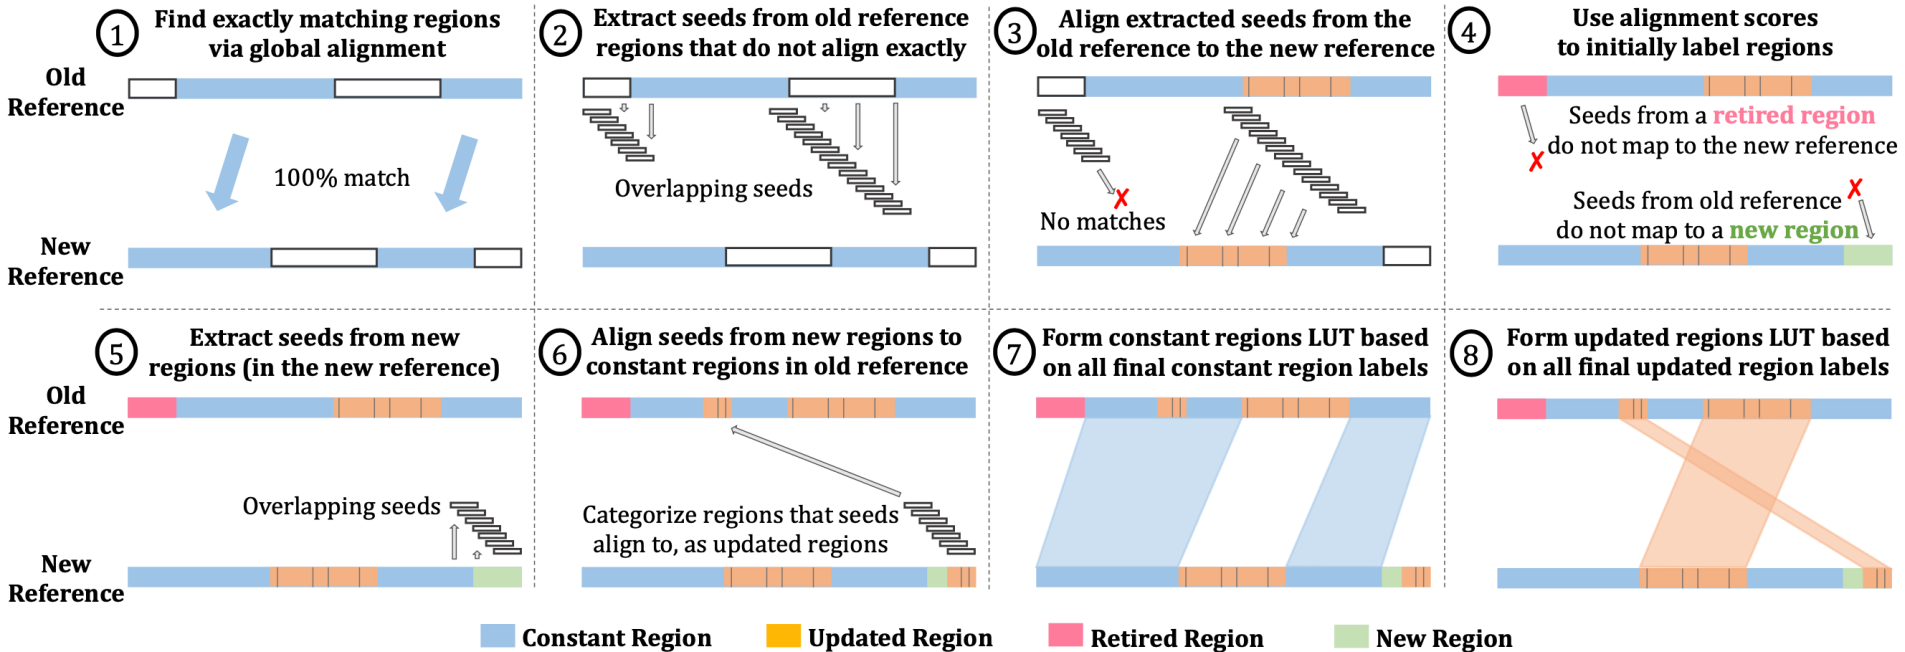 1 Find exactly matching regions
via global alignment
Old
Reference
100% match
New
Reference
2 Extract seeds from old reference
regions that do not align exactly
Overlapping seeds
3 Align extracted seeds from the
old reference to the new reference
No matches
4 Use alignment scores
to initially label regions
Seeds from a retired region
✗ do not map to the new reference
Seeds from old reference ✗
do not map to a new region
5 Extract seeds from new
regions (in the new reference)
Old
Reference
Overlapping seeds
New
Reference
6 Align seeds from new regions to
constant regions in old reference
Categorize regions that seeds
align to, as updated regions
7 Form constant regions LUT based
on all final constant region labels
8 Form updated regions LUT based
on all final updated region labels
Constant Region
Updated Region
Retired Region
New Region